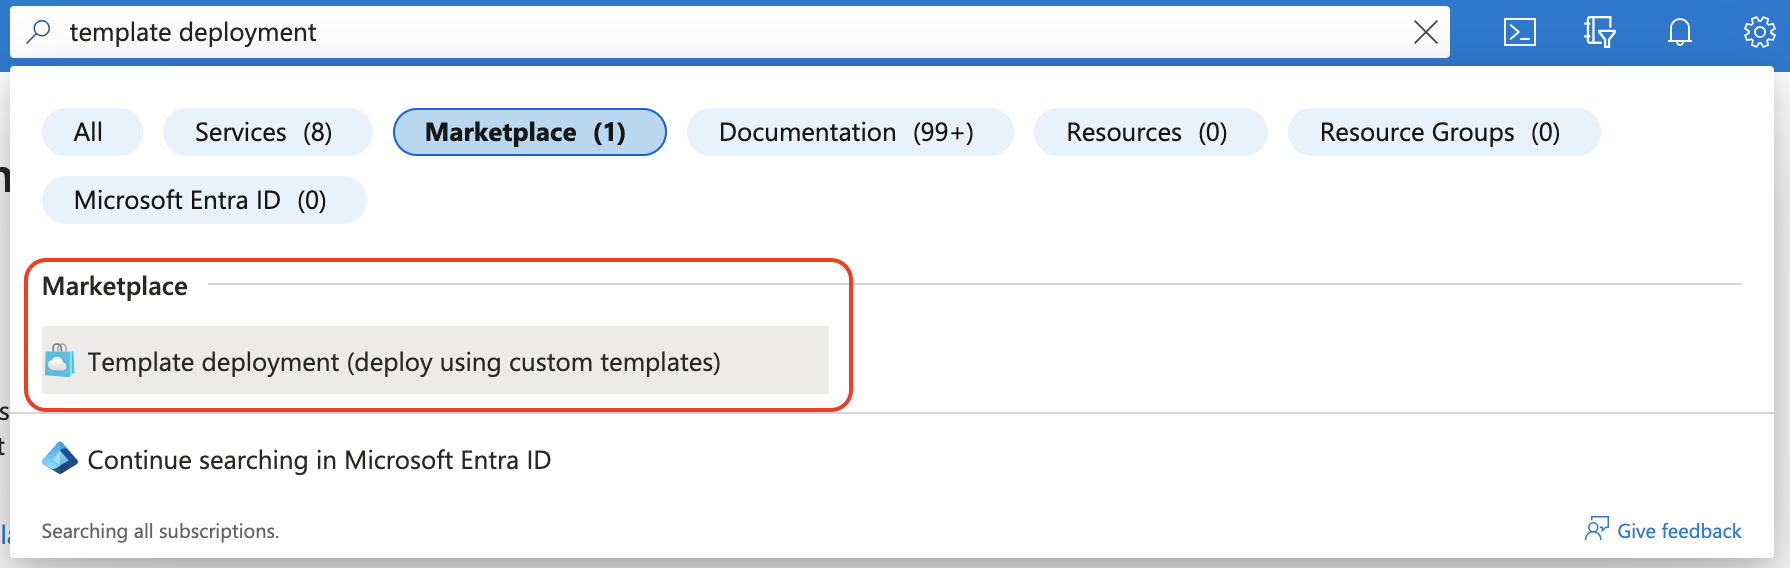 template deployment
All
Services (8)
Marketplace (1)
Documentation (99+)
Resources (0)
Resource Groups (0)
Microsoft Entra ID (0)
Marketplace
Template deployment (deploy using custom templates)
Continue searching in Microsoft Entra ID
Searching all subscriptions.
Give feedback